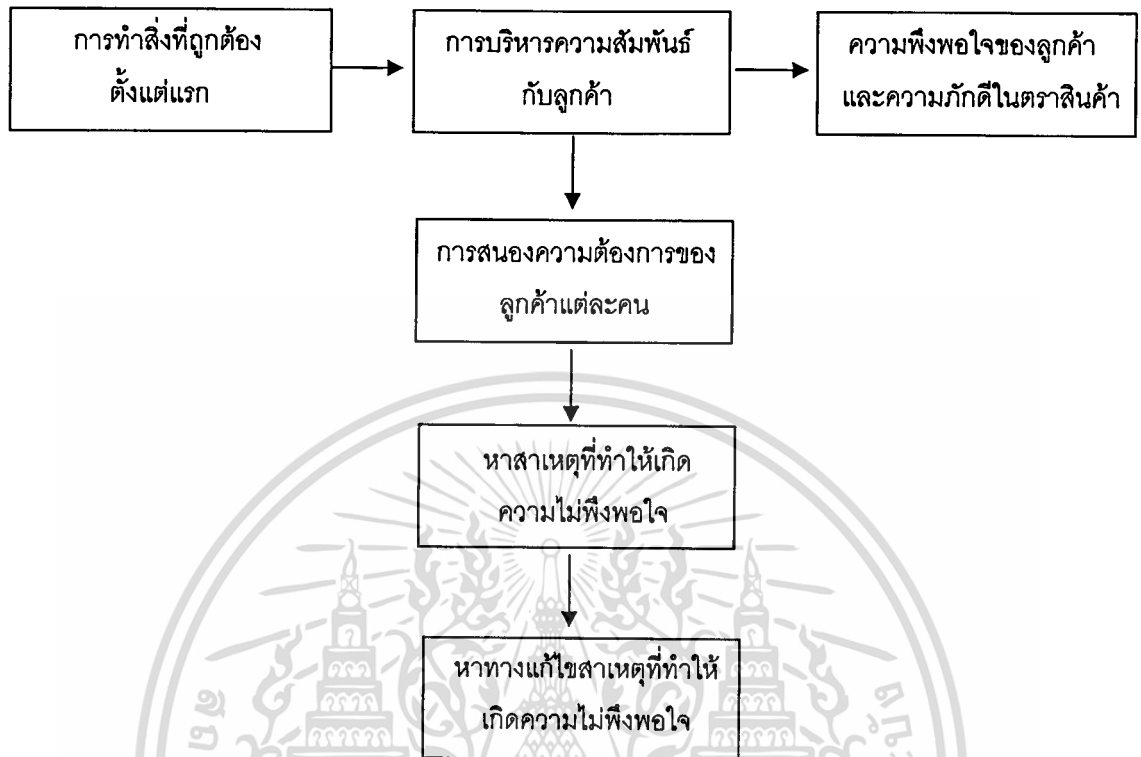 การทำสิ่งที่ถูกต้อง
ตั้งแต่แรก
การบริหารความสัมพันธ์
กับลูกค้า
ความพึงพอใจของลูกค้า
และความภักดีในตราสินค้า
การสนองความต้องการของ
ลูกค้าแต่ละคน
หาสาเหตุที่ทำให้เกิด
ความไม่พึงพอใจ
หาทางแก้ไขสาเหตุที่ทำให้
เกิดความไม่พึงพอใจ